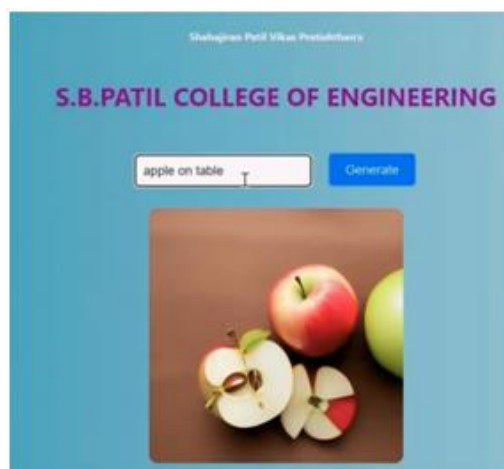 Shahajirao Patil Vikas Pratishthan's
S.B.PATIL COLLEGE OF ENGINEERING
apple on table
Generate